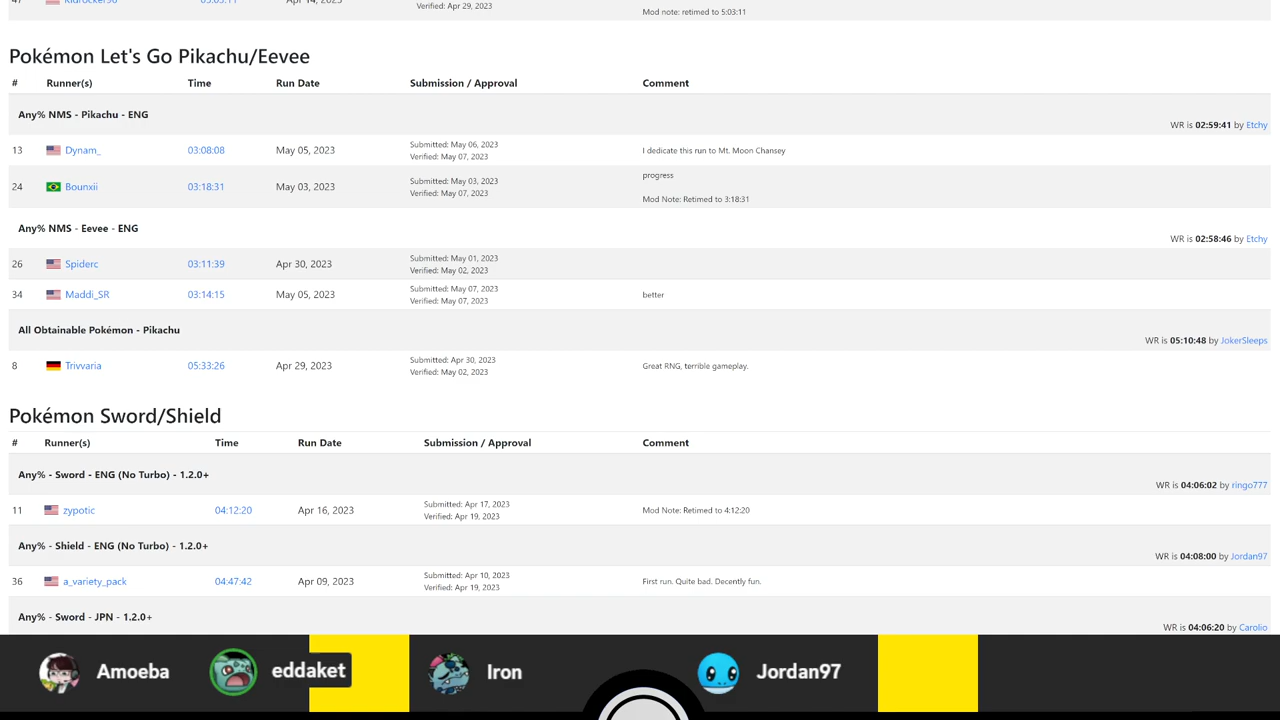 47 Kidrocker96 05:03:11 Apr 14, 2023
Verified: Apr 29, 2023
Mod note: retimed to 5:03:11
Pokémon Let's Go Pikachu/Eevee
# Runner(s) Time Run Date Submission / Approval Comment
Any% NMS - Pikachu - ENG
WR is 02:59:41 by Etchy
13 Dynam_ 03:08:08 May 05, 2023 Submitted: May 06, 2023 I dedicate this run to Mt. Moon Chansey
Verified: May 07, 2023
24 Bounxii 03:18:31 May 03, 2023 Submitted: May 03, 2023 progress
Verified: May 07, 2023
Mod Note: Retimed to 3:18:31
Any% NMS - Eevee - ENG
WR is 02:58:46 by Etchy
26 Spiderc 03:11:39 Apr 30, 2023 Submitted: May 01, 2023
Verified: May 02, 2023
34 Maddi_SR 03:14:15 May 05, 2023 Submitted: May 07, 2023 better
Verified: May 07, 2023
All Obtainable Pokémon - Pikachu
WR is 05:10:48 by JokerSleeps
8 Trivvaria 05:33:26 Apr 29, 2023 Submitted: Apr 30, 2023 Great RNG, terrible gameplay.
Verified: May 02, 2023
Pokémon Sword/Shield
# Runner(s) Time Run Date Submission / Approval Comment
Any% - Sword - ENG (No Turbo) - 1.2.0+
WR is 04:06:02 by ringo777
11 zypotic 04:12:20 Apr 16, 2023 Submitted: Apr 17, 2023 Mod Note: Retimed to 4:12:20
Verified: Apr 19, 2023
Any% - Shield - ENG (No Turbo) - 1.2.0+
WR is 04:08:00 by Jordan97
36 a_variety_pack 04:47:42 Apr 09, 2023 Submitted: Apr 10, 2023 First run. Quite bad. Decently fun.
Verified: Apr 19, 2023
Any% - Sword - JPN - 1.2.0+
WR is 04:06:20 by Carolio
Amoeba eddaket Iron Jordan97